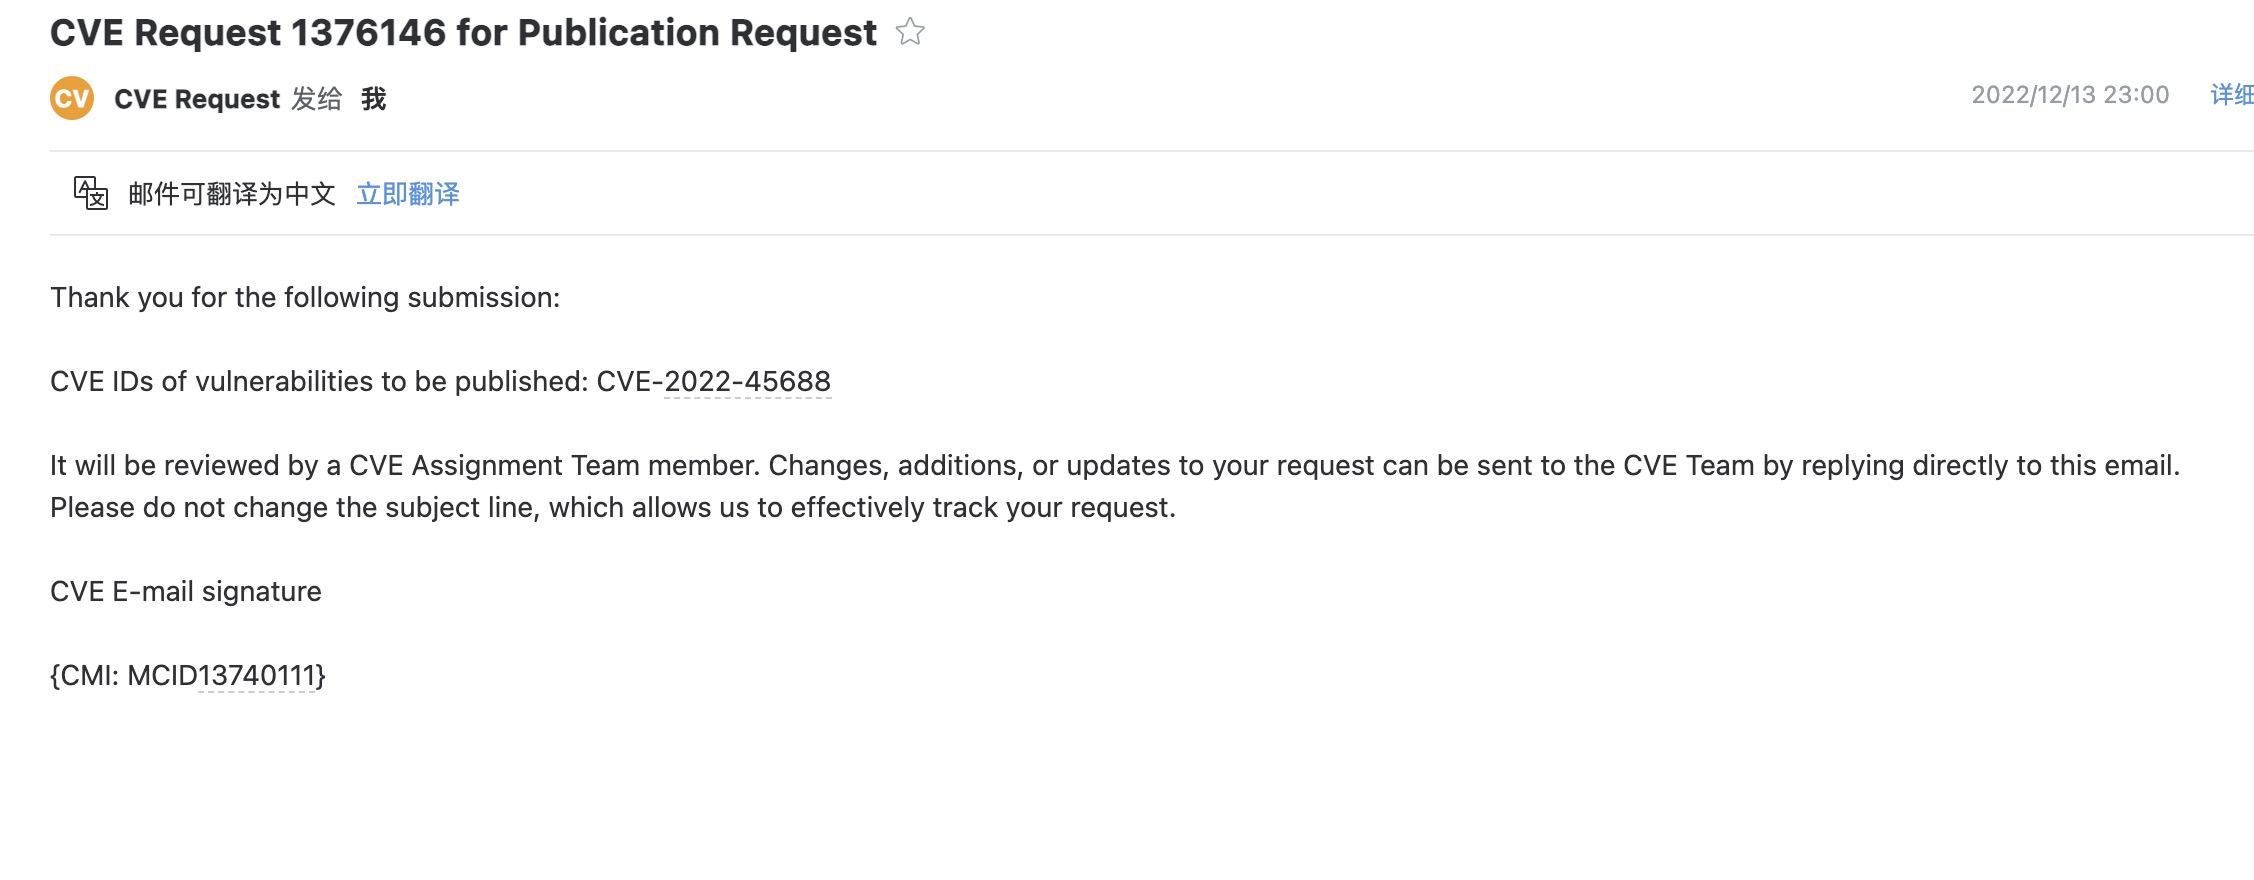 CVE Request 1376146 for Publication Request
CV CVE Request 发给 我 2022/12/13 23:00 详细
邮件可翻译为中文 立即翻译
Thank you for the following submission:
CVE IDs of vulnerabilities to be published: CVE-2022-45688
It will be reviewed by a CVE Assignment Team member. Changes, additions, or updates to your request can be sent to the CVE Team by replying directly to this email.
Please do not change the subject line, which allows us to effectively track your request.
CVE E-mail signature
{CMI: MCID13740111}